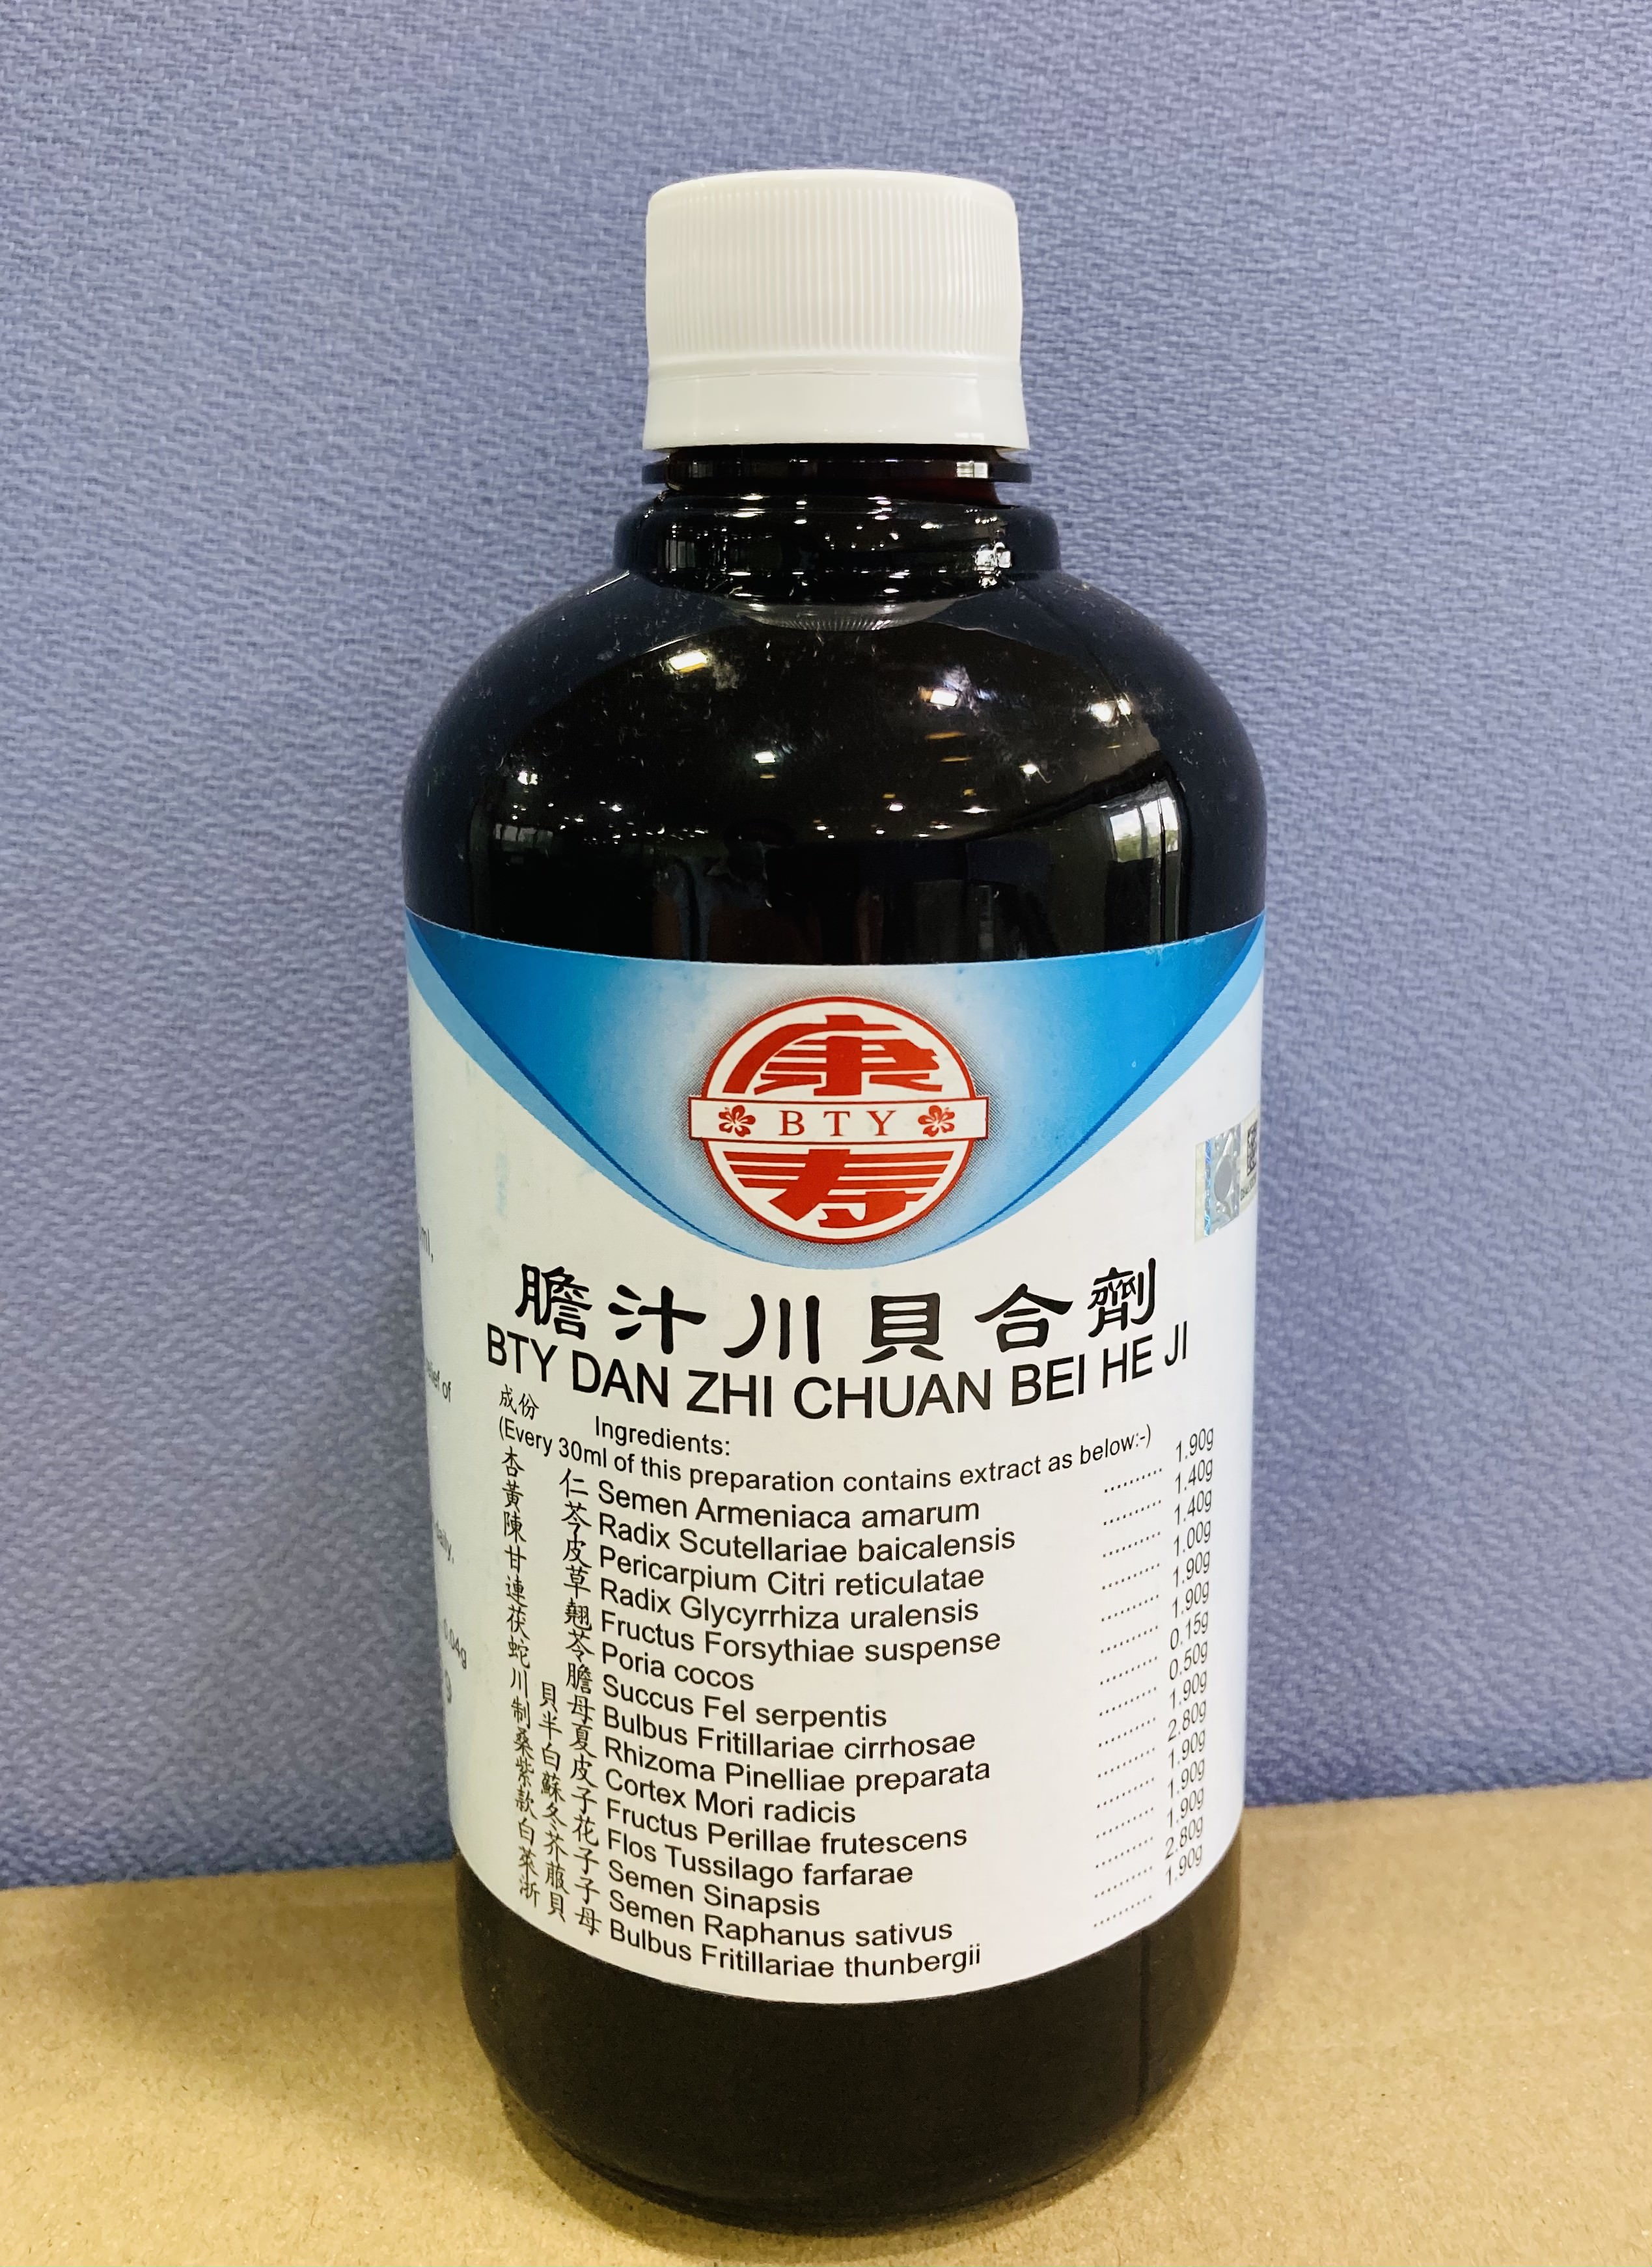 康
BTY
寿
膽汁川貝合劑
BTY DAN ZHI CHUAN BEI HE JI
成份 Ingredients:
(Every 30ml of this preparation contains extract as below:-)
杏仁 Semen Armeniaca amarum .......... 1.90g
黃芩 Radix Scutellariae baicalensis .......... 1.40g
陳皮 Pericarpium Citri reticulatae .......... 1.40g
甘草 Radix Glycyrrhiza uralensis .......... 1.00g
連翹 Fructus Forsythiae suspense .......... 1.90g
茯苓 Poria cocos .......... 1.90g
蛇膽 Succus Fel serpentis .......... 0.15g
川貝母 Bulbus Fritillariae cirrhosae .......... 0.50g
制半夏 Rhizoma Pinelliae preparata .......... 1.90g
桑白皮 Cortex Mori radicis .......... 2.80g
紫蘇子 Fructus Perillae frutescens .......... 1.90g
款冬花 Flos Tussilago farfarae .......... 1.90g
白芥子 Semen Sinapsis .......... 1.90g
萊菔子 Semen Raphanus sativus .......... 2.80g
浙貝母 Bulbus Fritillariae thunbergii .......... 1.90g
ml,
of
daily.